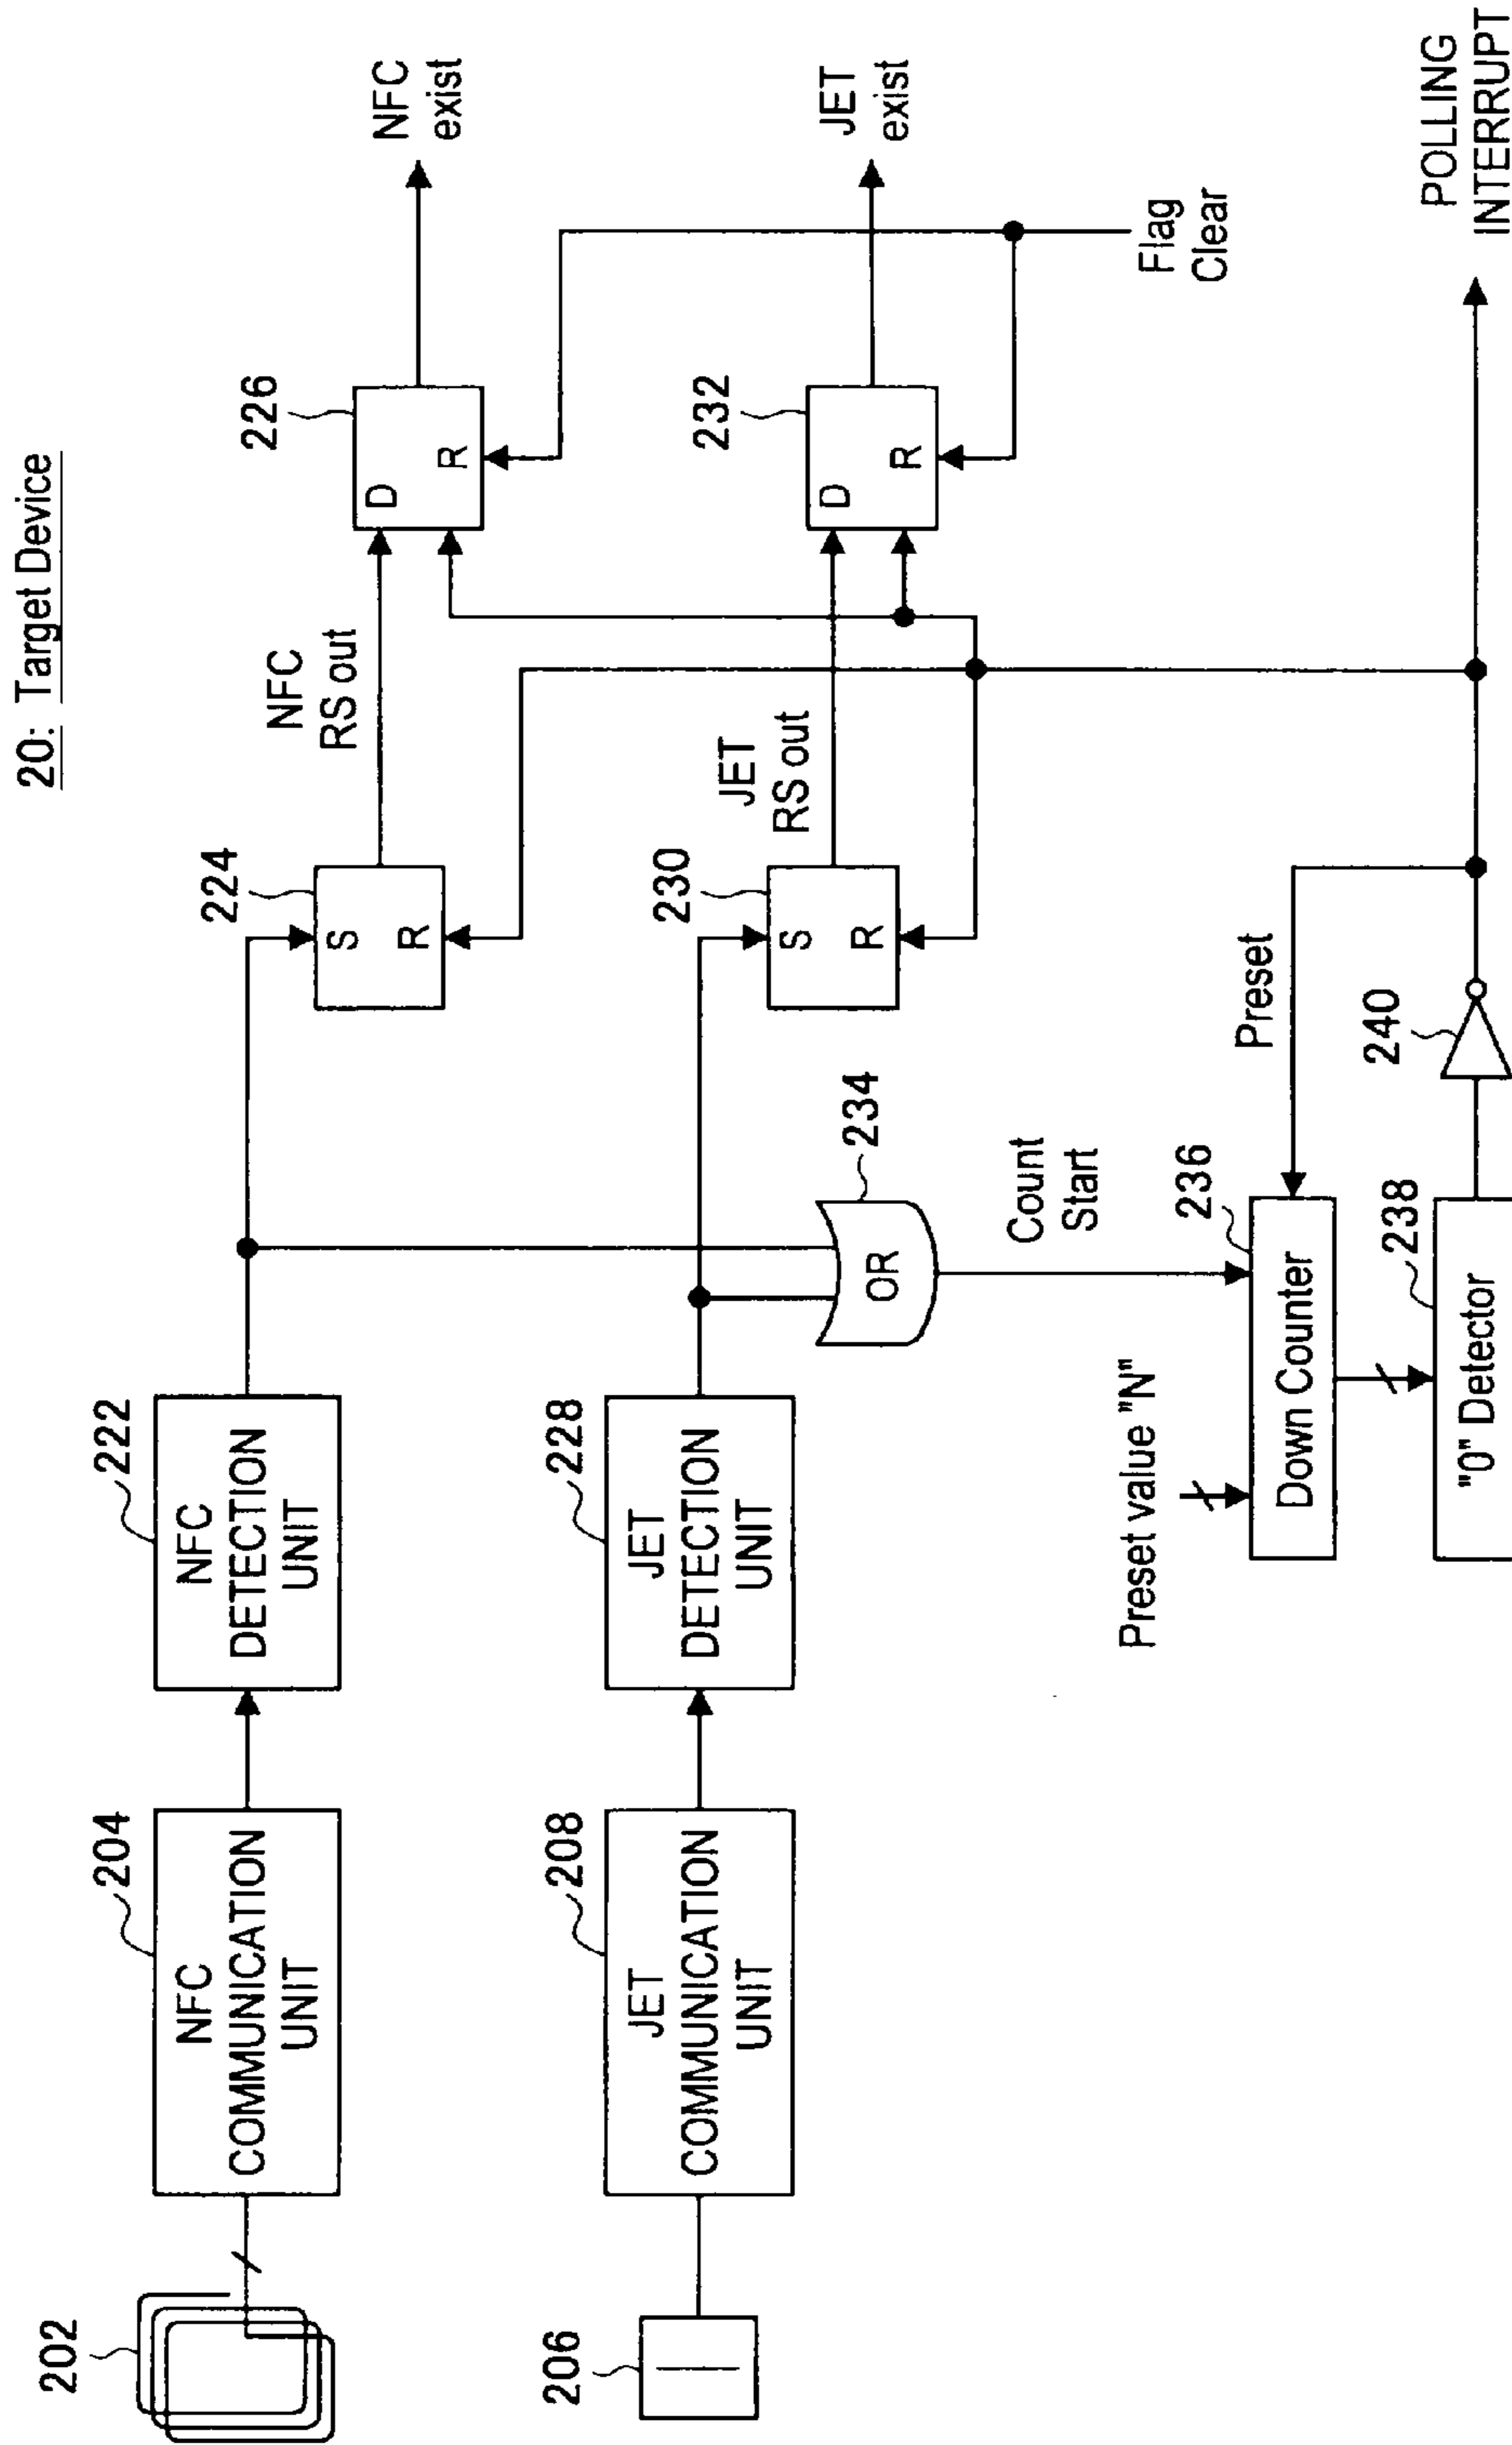 20: Target Device
202
204
NFC
COMMUNICATION
UNIT
222
NFC
DETECTION
UNIT
224
S
R
NFC
RS out
226
D
R
NFC
exist
206
208
JET
COMMUNICATION
UNIT
228
JET
DETECTION
UNIT
230
S
R
JET
RS out
232
D
R
JET
exist
234
OR
Count
Start
Flag
Clear
Preset value "N"
236
Down Counter
Preset
238
"0" Detector
240
POLLING
INTERRUPT